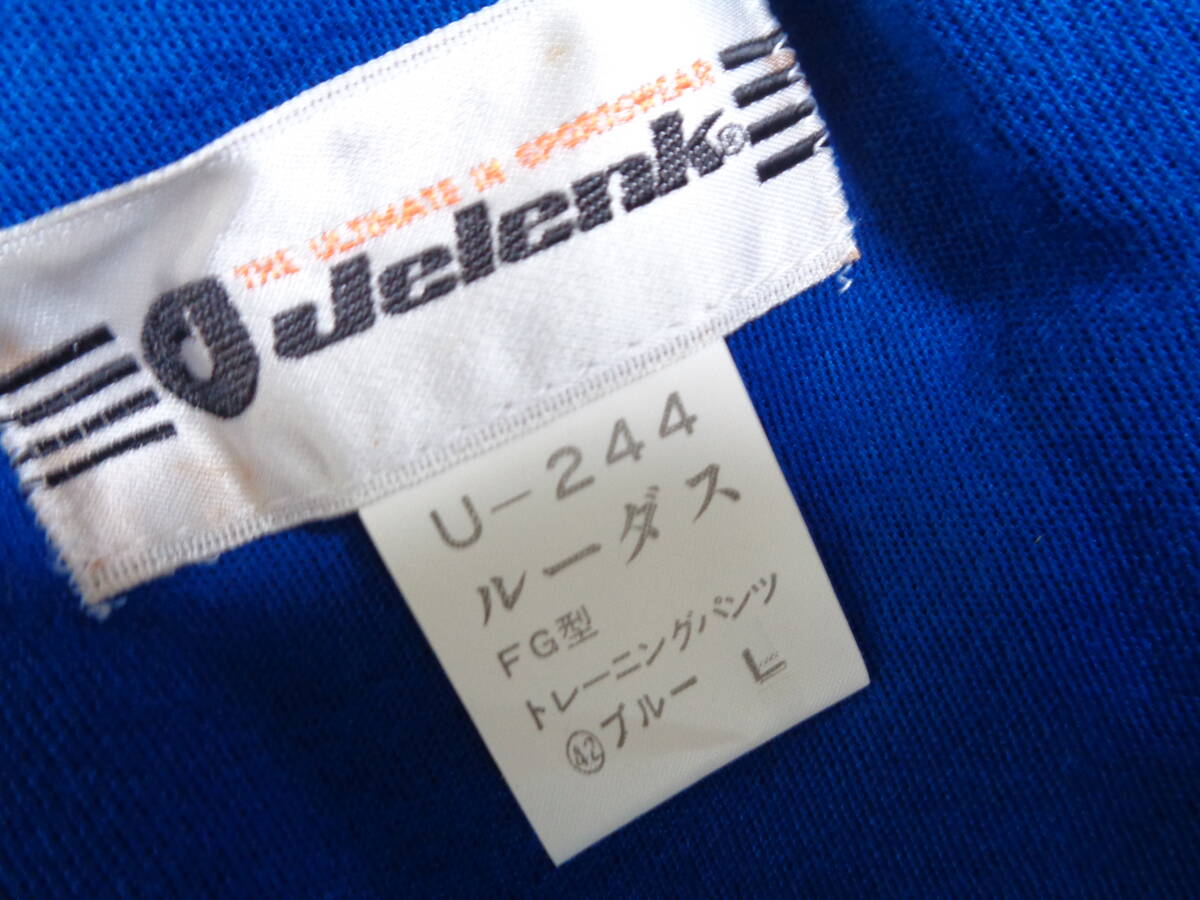 THE ULTIMATE IN SPORTSWEAR
Jelenk®
U-244
ルーダス
FG型
トレーニングパンツ
㊷ブルー L